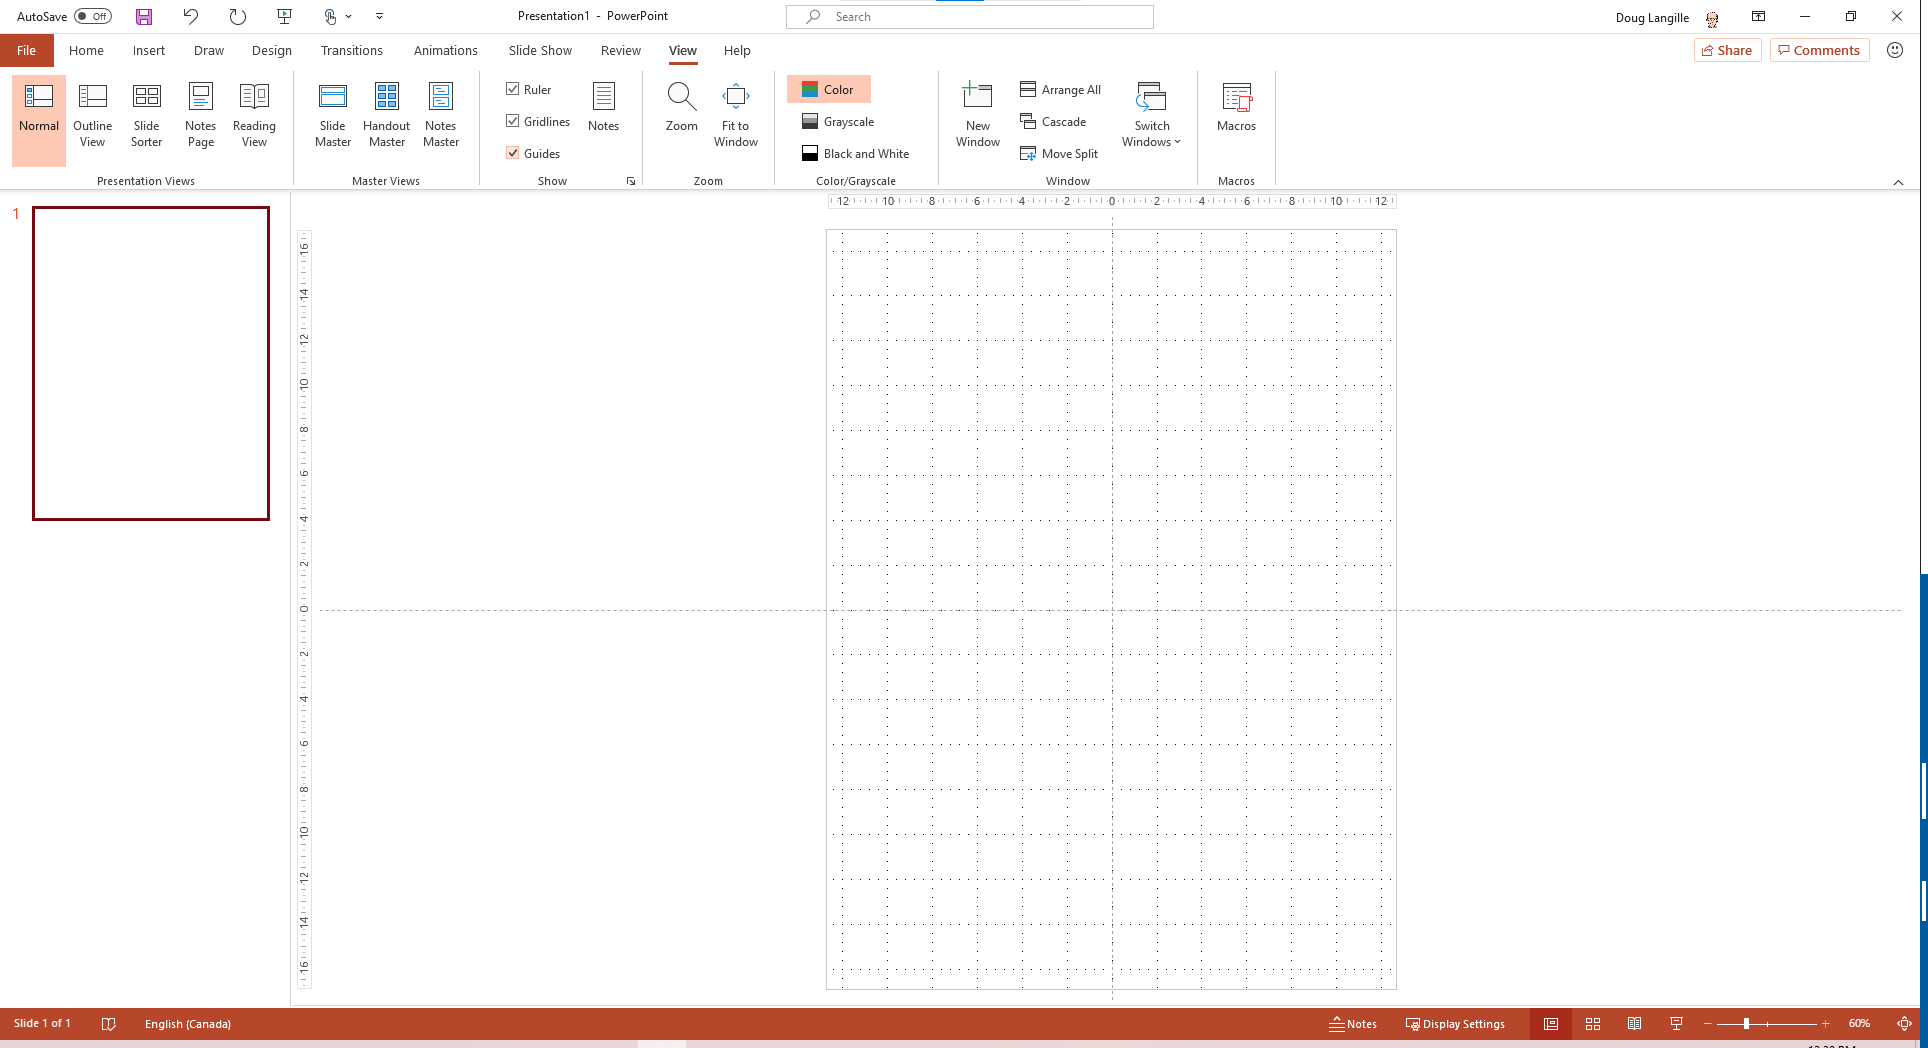 AutoSave Off Presentation1 - PowerPoint Search Doug Langille
File Home Insert Draw Design Transitions Animations Slide Show Review View Help Share Comments
Normal
Outline View
Slide Sorter
Notes Page
Reading View
Presentation Views
Slide Master
Handout Master
Notes Master
Master Views
Ruler
Gridlines
Guides
Notes
Show
Zoom
Fit to Window
Zoom
Color
Grayscale
Black and White
Color/Grayscale
New Window
Arrange All
Cascade
Move Split
Switch Windows
Window
Macros
Macros
1
12 10 8 6 4 2 0 2 4 6 8 10 12
16
14
12
10
8
6
4
2
0
2
4
6
8
10
12
14
16
Slide 1 of 1 English (Canada) Notes Display Settings 60%